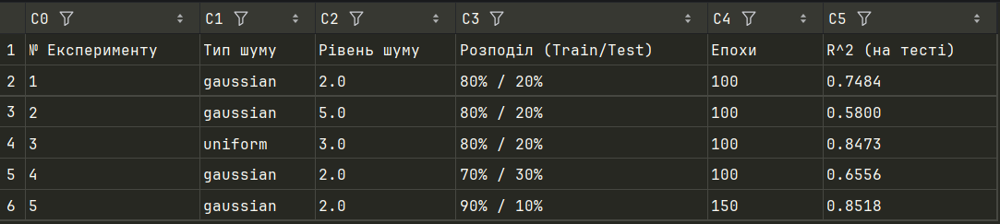 C0 C1 C2 C3 C4 C5
1 № Експерименту Тип шуму Рівень шуму Розподіл (Train/Test) Епохи R^2 (на тесті)
2 1 gaussian 2.0 80% / 20% 100 0.7484
3 2 gaussian 5.0 80% / 20% 100 0.5800
4 3 uniform 3.0 80% / 20% 100 0.8473
5 4 gaussian 2.0 70% / 30% 100 0.6556
6 5 gaussian 2.0 90% / 10% 150 0.8518